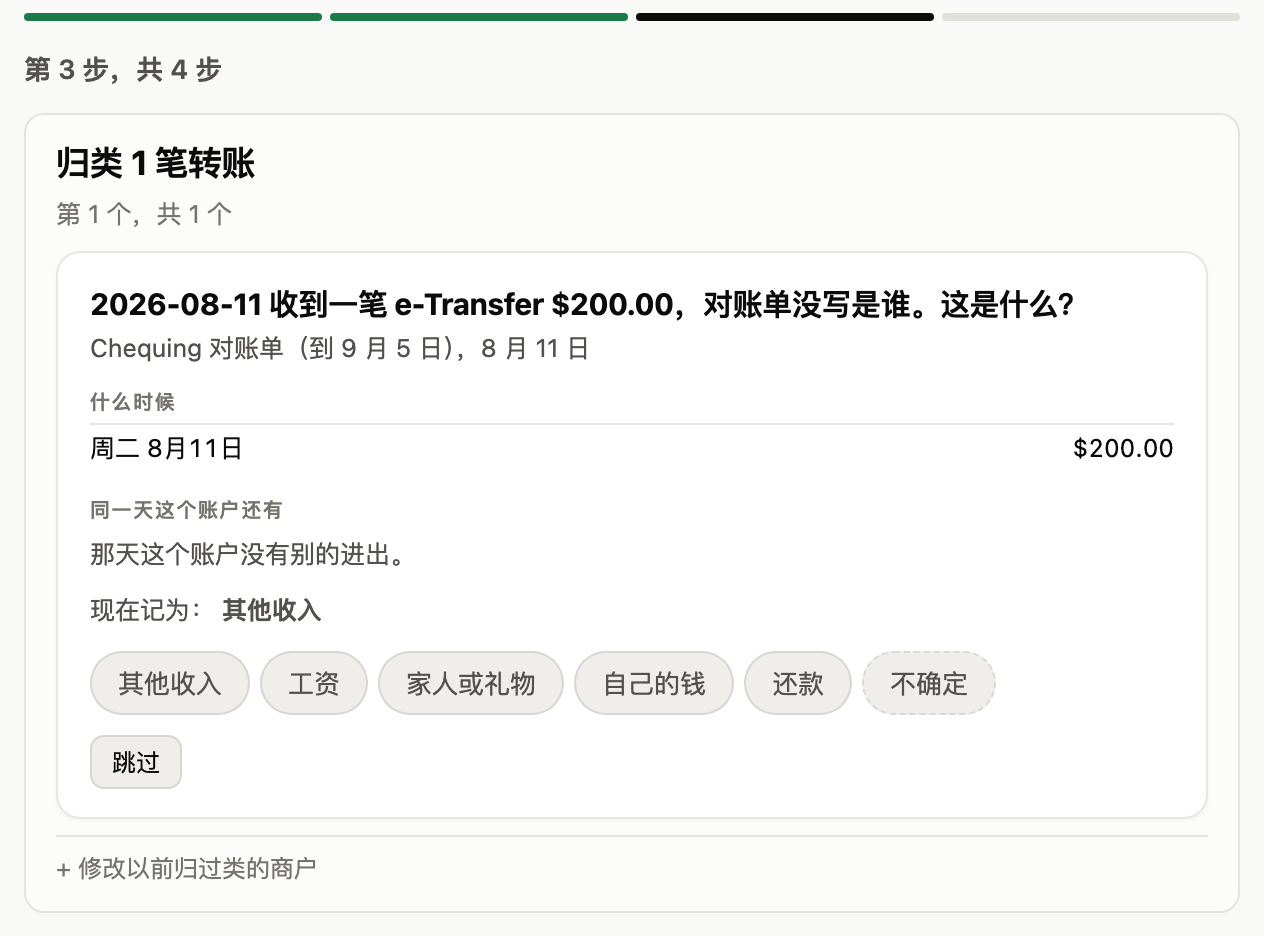 第 3 步，共 4 步
归类 1 笔转账
第 1 个，共 1 个
2026-08-11 收到一笔 e-Transfer $200.00，对账单没写是谁。这是什么？
Chequing 对账单（到 9 月 5 日），8 月 11 日
什么时候
周二 8月11日 $200.00
同一天这个账户还有
那天这个账户没有别的进出。
现在记为： 其他收入
其他收入 工资 家人或礼物 自己的钱 还款 不确定
跳过
+ 修改以前归过类的商户